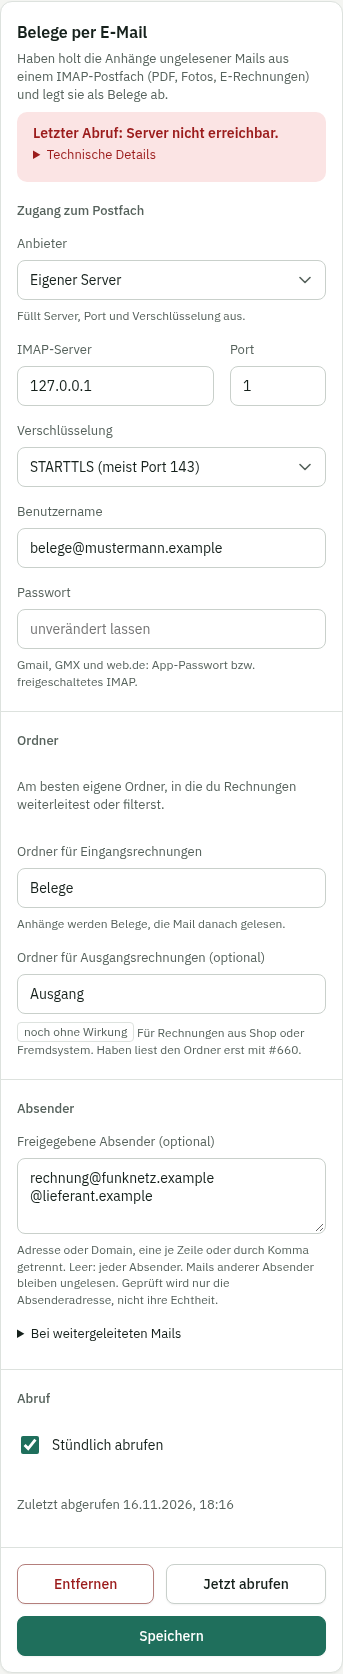 Belege per E-Mail
Haben holt die Anhänge ungelesener Mails aus
einem IMAP-Postfach (PDF, Fotos, E-Rechnungen)
und legt sie als Belege ab.
Letzter Abruf: Server nicht erreichbar.
Technische Details
Zugang zum Postfach
Anbieter
Eigener Server
Füllt Server, Port und Verschlüsselung aus.
IMAP-Server Port
127.0.0.1 1
Verschlüsselung
STARTTLS (meist Port 143)
Benutzername
belege@mustermann.example
Passwort
unverändert lassen
Gmail, GMX und web.de: App-Passwort bzw.
freigeschaltetes IMAP.
Ordner
Am besten eigene Ordner, in die du Rechnungen
weiterleitest oder filterst.
Ordner für Eingangsrechnungen
Belege
Anhänge werden Belege, die Mail danach gelesen.
Ordner für Ausgangsrechnungen (optional)
Ausgang
noch ohne Wirkung Für Rechnungen aus Shop oder
Fremdsystem. Haben liest den Ordner erst mit #660.
Absender
Freigegebene Absender (optional)
rechnung@funknetz.example
@lieferant.example
Adresse oder Domain, eine je Zeile oder durch Komma
getrennt. Leer: jeder Absender. Mails anderer Absender
bleiben ungelesen. Geprüft wird nur die
Absenderadresse, nicht ihre Echtheit.
Bei weitergeleiteten Mails
Abruf
Stündlich abrufen
Zuletzt abgerufen 16.11.2026, 18:16
Entfernen Jetzt abrufen
Speichern